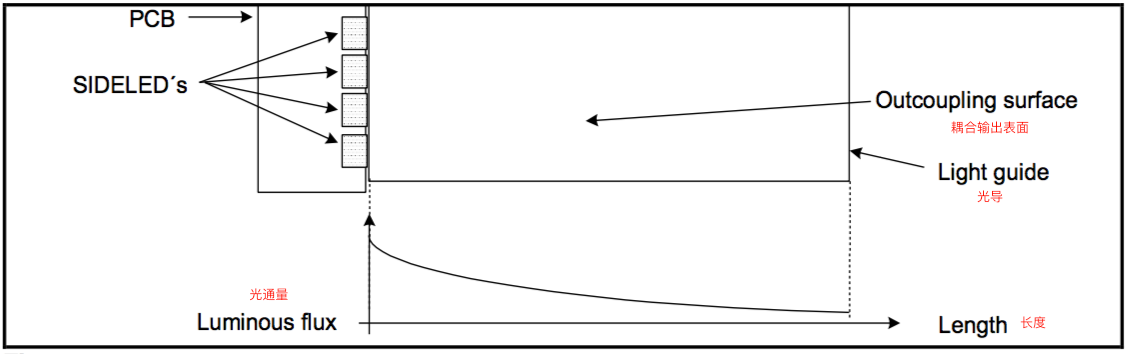 PCB
SIDELED´s
Outcoupling surface
耦合输出表面
Light guide
光导
光通量
Luminous flux
Length 长度